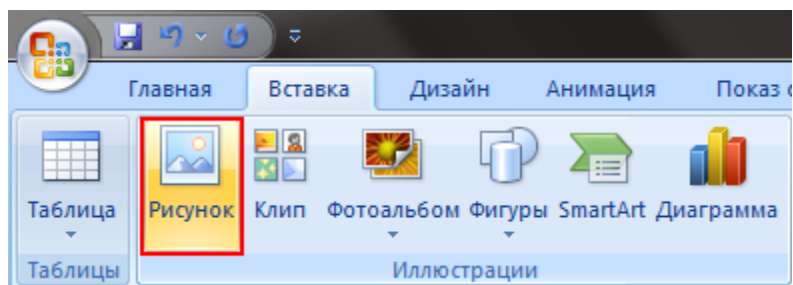 Главная Вставка Дизайн Анимация Показ
Таблица Рисунок Клип Фотоальбом Фигуры SmartArt Диаграмма
Таблицы Иллюстрации